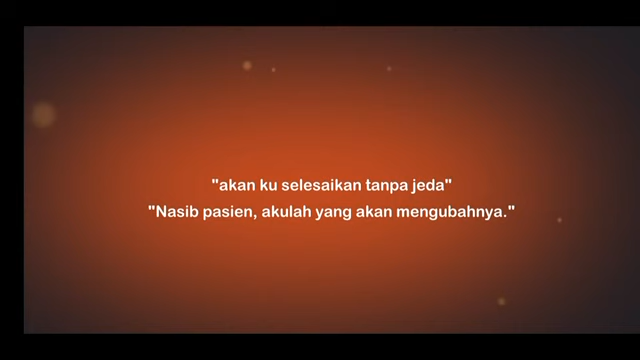 "akan ku selesaikan tanpa jeda"
"Nasib pasien, akulah yang akan mengubahnya."